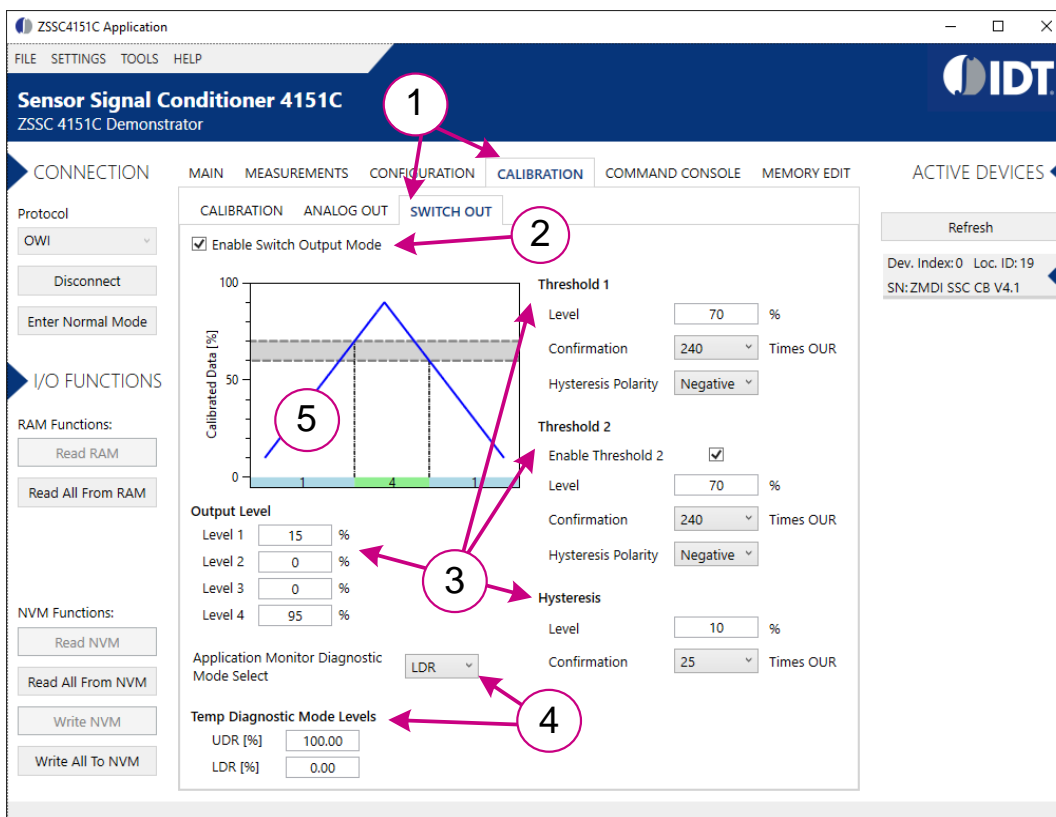 ZSSC4151C Application
FILE SETTINGS TOOLS HELP
IDT.
Sensor Signal Conditioner 4151C
ZSSC 4151C Demonstrator
1
CONNECTION
Protocol
OWI
Disconnect
Enter Normal Mode
I/O FUNCTIONS
RAM Functions:
Read RAM
Read All From RAM
NVM Functions:
Read NVM
Read All From NVM
Write NVM
Write All To NVM
MAIN MEASUREMENTS CONFIGURATION CALIBRATION COMMAND CONSOLE MEMORY EDIT
CALIBRATION ANALOG OUT SWITCH OUT
Enable Switch Output Mode
2
Calibrated Data [%]
100
50
0
5
1 4 1
Output Level
Level 1 15 %
Level 2 0 %
Level 3 0 %
Level 4 95 %
3
Application Monitor Diagnostic
Mode Select LDR
4
Temp Diagnostic Mode Levels
UDR [%] 100.00
LDR [%] 0.00
Threshold 1
Level 70 %
Confirmation 240 Times OUR
Hysteresis Polarity Negative
Threshold 2
Enable Threshold 2
Level 70 %
Confirmation 240 Times OUR
Hysteresis Polarity Negative
Hysteresis
Level 10 %
Confirmation 25 Times OUR
ACTIVE DEVICES
Refresh
Dev. Index: 0 Loc. ID: 19
SN: ZMDI SSC CB V4.1